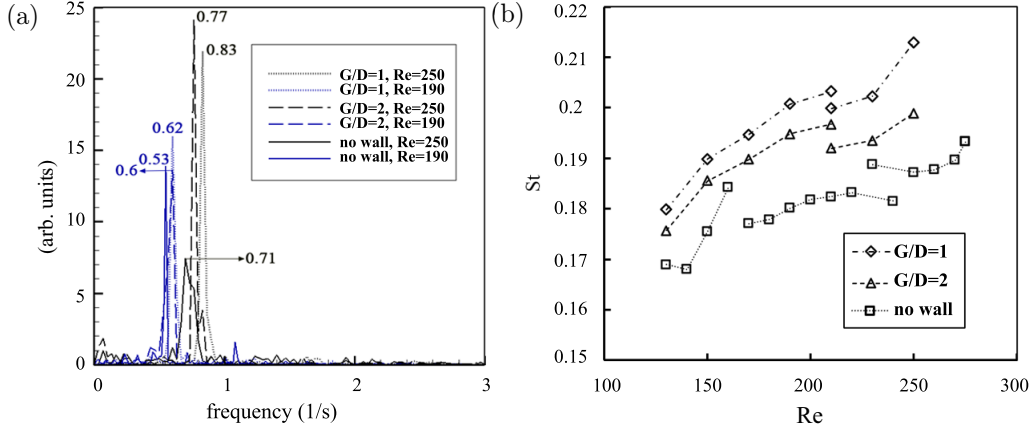 (a)
25
20
15
10
5
0
(arb. units)
0.77
0.83
0.62
0.53
0.6
0.71
G/D=1, Re=250
G/D=1, Re=190
G/D=2, Re=250
G/D=2, Re=190
no wall, Re=250
no wall, Re=190
0 1 2 3
frequency (1/s)
(b)
0.22
0.21
0.2
0.19
0.18
0.17
0.16
0.15
St
G/D=1
G/D=2
no wall
100 150 200 250 300
Re